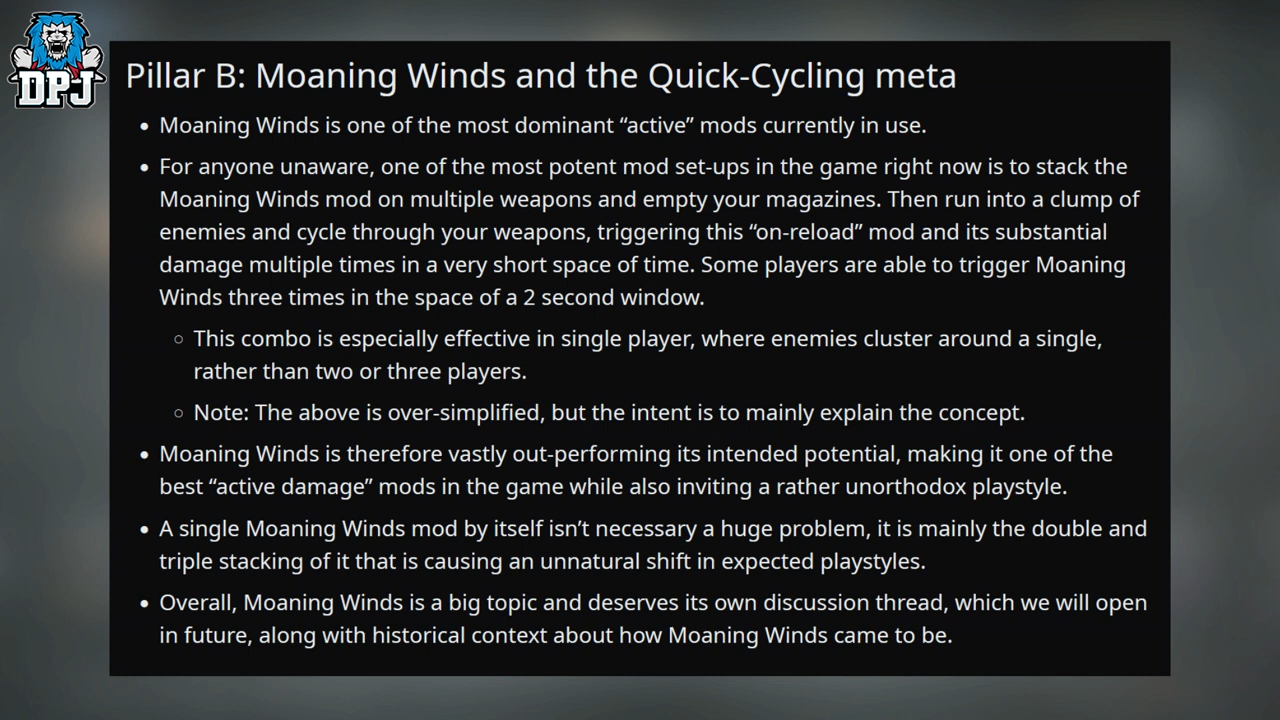 DPJ
Pillar B: Moaning Winds and the Quick-Cycling meta
• Moaning Winds is one of the most dominant “active” mods currently in use.
• For anyone unaware, one of the most potent mod set-ups in the game right now is to stack the
Moaning Winds mod on multiple weapons and empty your magazines. Then run into a clump of
enemies and cycle through your weapons, triggering this “on-reload” mod and its substantial
damage multiple times in a very short space of time. Some players are able to trigger Moaning
Winds three times in the space of a 2 second window.
○ This combo is especially effective in single player, where enemies cluster around a single,
rather than two or three players.
○ Note: The above is over-simplified, but the intent is to mainly explain the concept.
• Moaning Winds is therefore vastly out-performing its intended potential, making it one of the
best “active damage” mods in the game while also inviting a rather unorthodox playstyle.
• A single Moaning Winds mod by itself isn’t necessary a huge problem, it is mainly the double and
triple stacking of it that is causing an unnatural shift in expected playstyles.
• Overall, Moaning Winds is a big topic and deserves its own discussion thread, which we will open
in future, along with historical context about how Moaning Winds came to be.